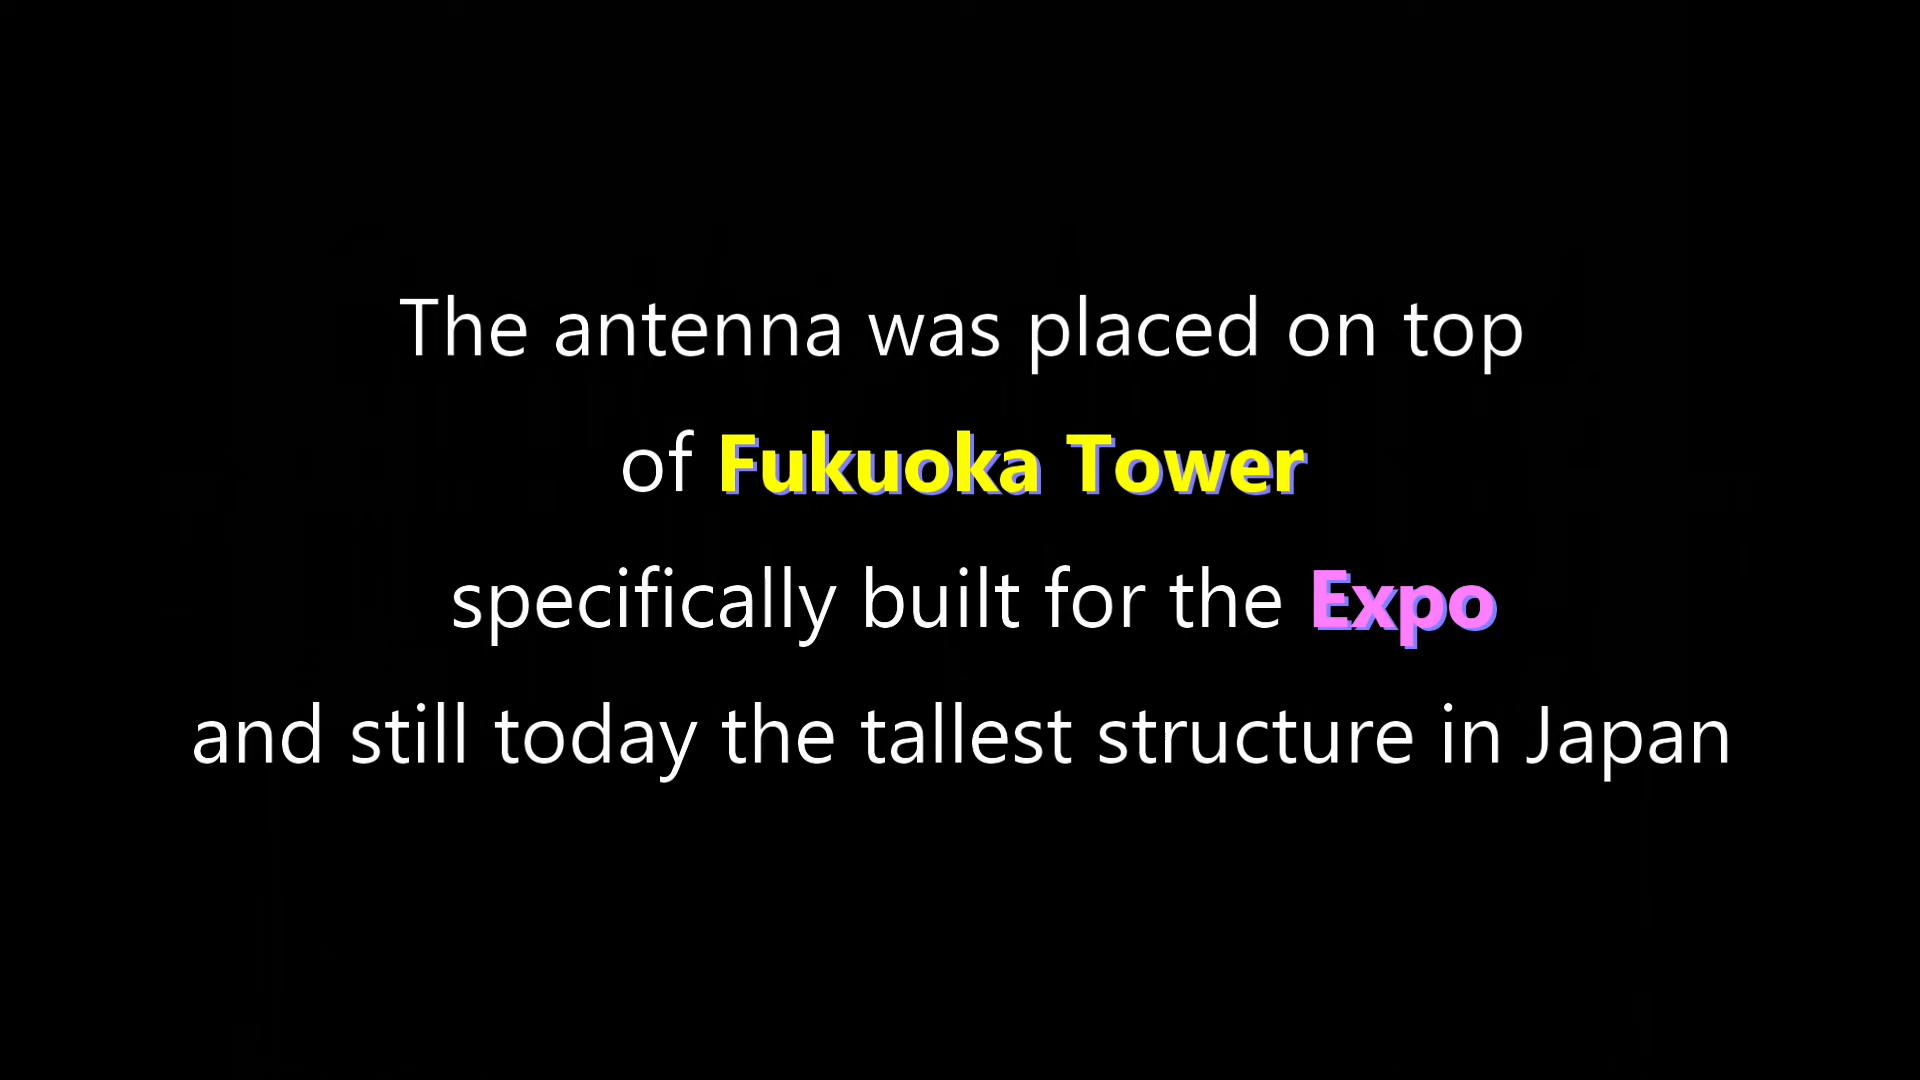 The antenna was placed on top
of Fukuoka Tower
specifically built for the Expo
and still today the tallest structure in Japan